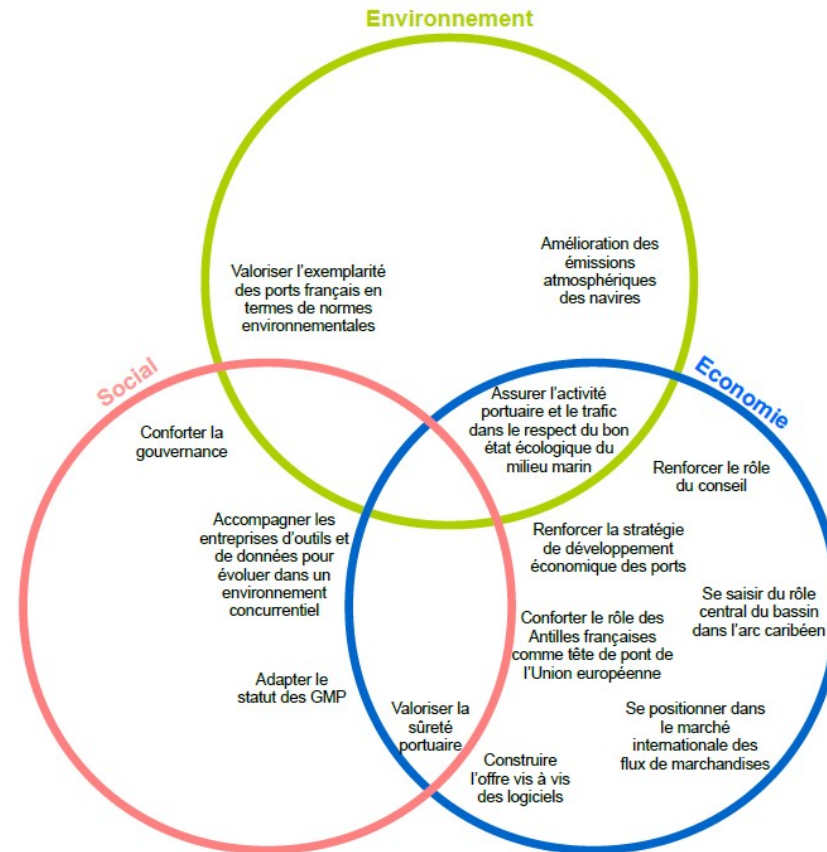 Environnement
Amélioration des
émissions
atmosphériques
des navires
Valoriser l'exemplarité
des ports français en
termes de normes
environnementales
Social
Economie
Assurer l'activité
portuaire et le trafic
dans le respect du bon
état écologique du
milieu marin
Conforter la
gouvernance
Renforcer le rôle
du conseil
Accompagner les
entreprises d'outils et
de données pour
évoluer dans un
environnement
concurrentiel
Renforcer la stratégie
de développement
économique des ports
Se saisir du rôle
central du bassin
dans l'arc caribéen
Conforter le rôle des
Antilles françaises
comme tête de pont de
l'Union européenne
Adapter le
statut des GMP
Valoriser la
sûreté
portuaire
Se positionner dans
le marché
internationale des
flux de marchandises
Construire
l'offre vis à vis
des logiciels